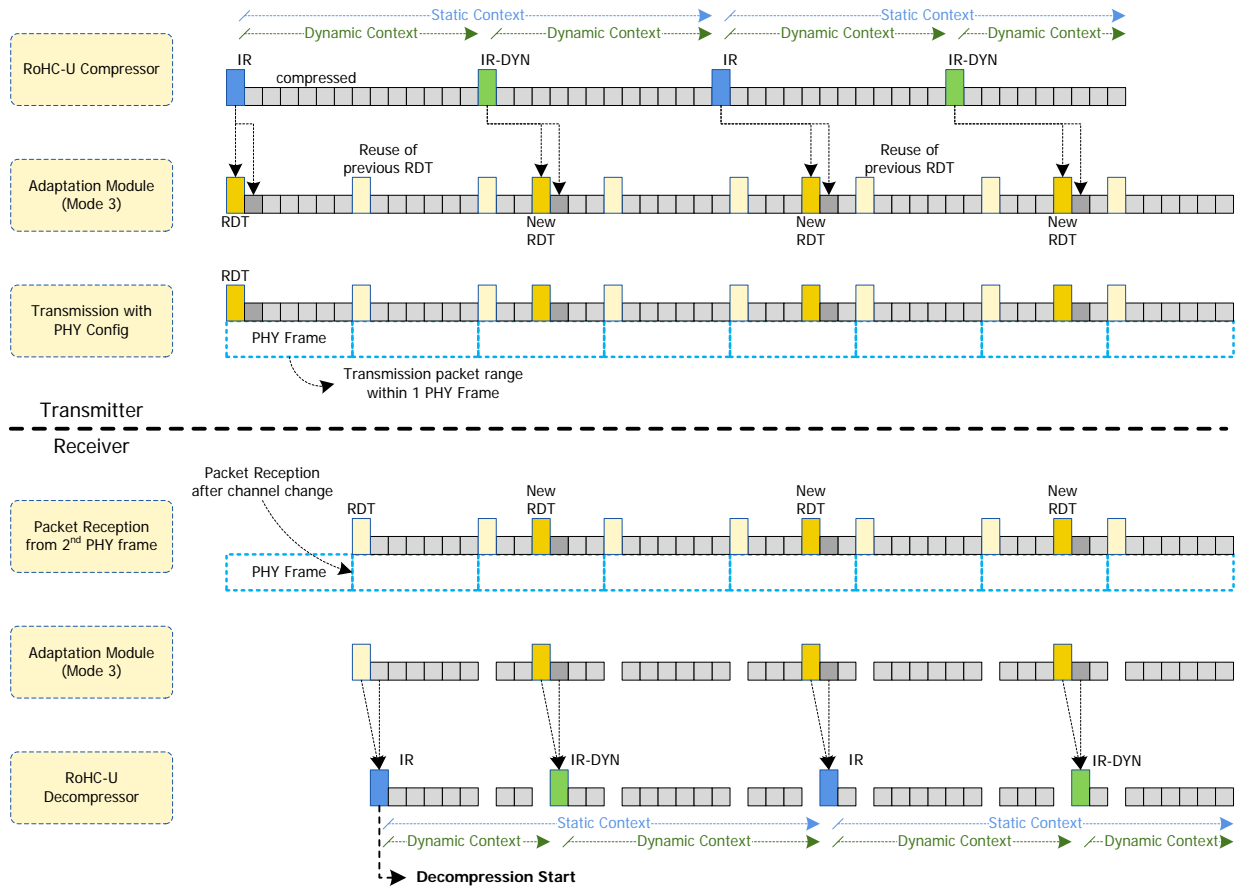 Static Context
Static Context
Dynamic Context
Dynamic Context
Dynamic Context
Dynamic Context
RoHC-U Compressor
IR
compressed
IR-DYN
IR
IR-DYN
Adaptation Module
(Mode 3)
Reuse of
previous RDT
Reuse of
previous RDT
RDT
New
RDT
New
RDT
New
RDT
Transmission with
PHY Config
RDT
PHY Frame
Transmission packet range
within 1 PHY Frame
Transmitter
Receiver
Packet Reception
after channel change
Packet Reception
from 2nd PHY frame
RDT
New
RDT
New
RDT
New
RDT
PHY Frame
Adaptation Module
(Mode 3)
RoHC-U
Decompressor
IR
IR-DYN
IR
IR-DYN
Static Context
Static Context
Dynamic Context
Dynamic Context
Dynamic Context
Dynamic Context
Decompression Start